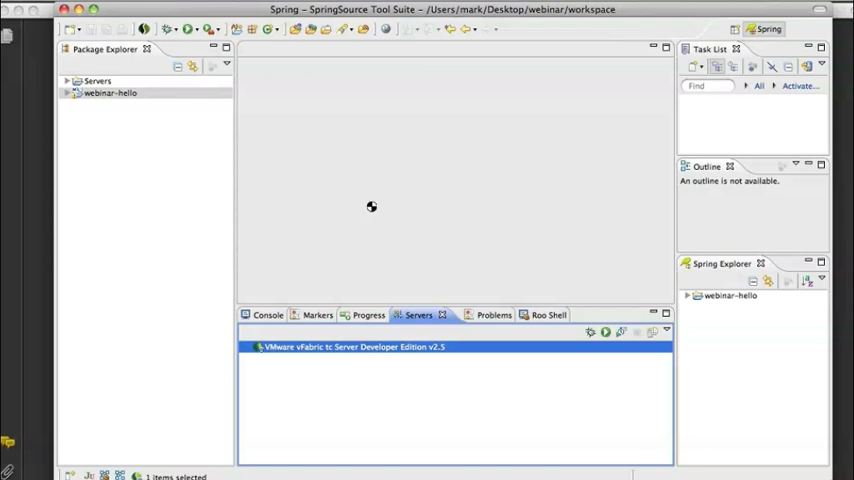 Spring – SpringSource Tool Suite – /Users/mark/Desktop/webinar/workspace
Spring
Package Explorer
Servers
webinar-hello
Task List
Find
All
Activate...
Outline
An outline is not available.
Spring Explorer
webinar-hello
Console
Markers
Progress
Servers
Problems
Roo Shell
VMware vFabric tc Server Developer Edition v2.5
1 items selected